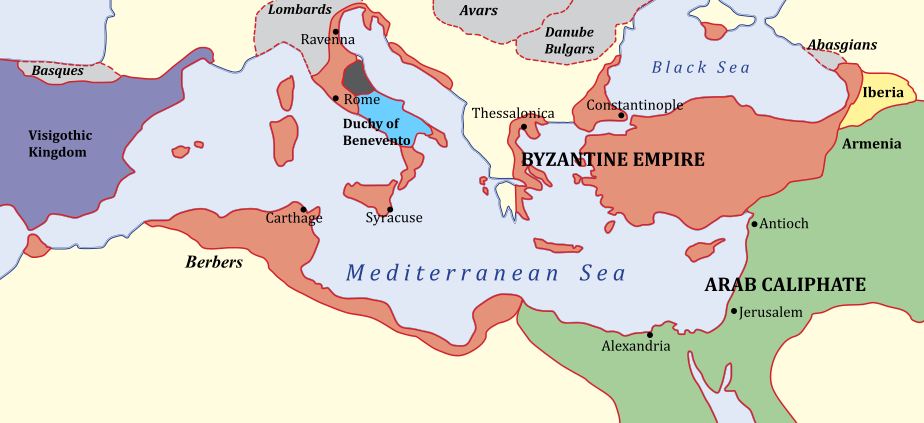 Lombards
Avars
Ravenna
Danube
Bulgars
Abasgians
Basques
Black Sea
Iberia
Rome
Thessalonica
Constantinople
Duchy of
Benevento
Visigothic
Kingdom
BYZANTINE EMPIRE
Armenia
Carthage
Syracuse
Antioch
Berbers
Mediterranean Sea
ARAB CALIPHATE
Jerusalem
Alexandria